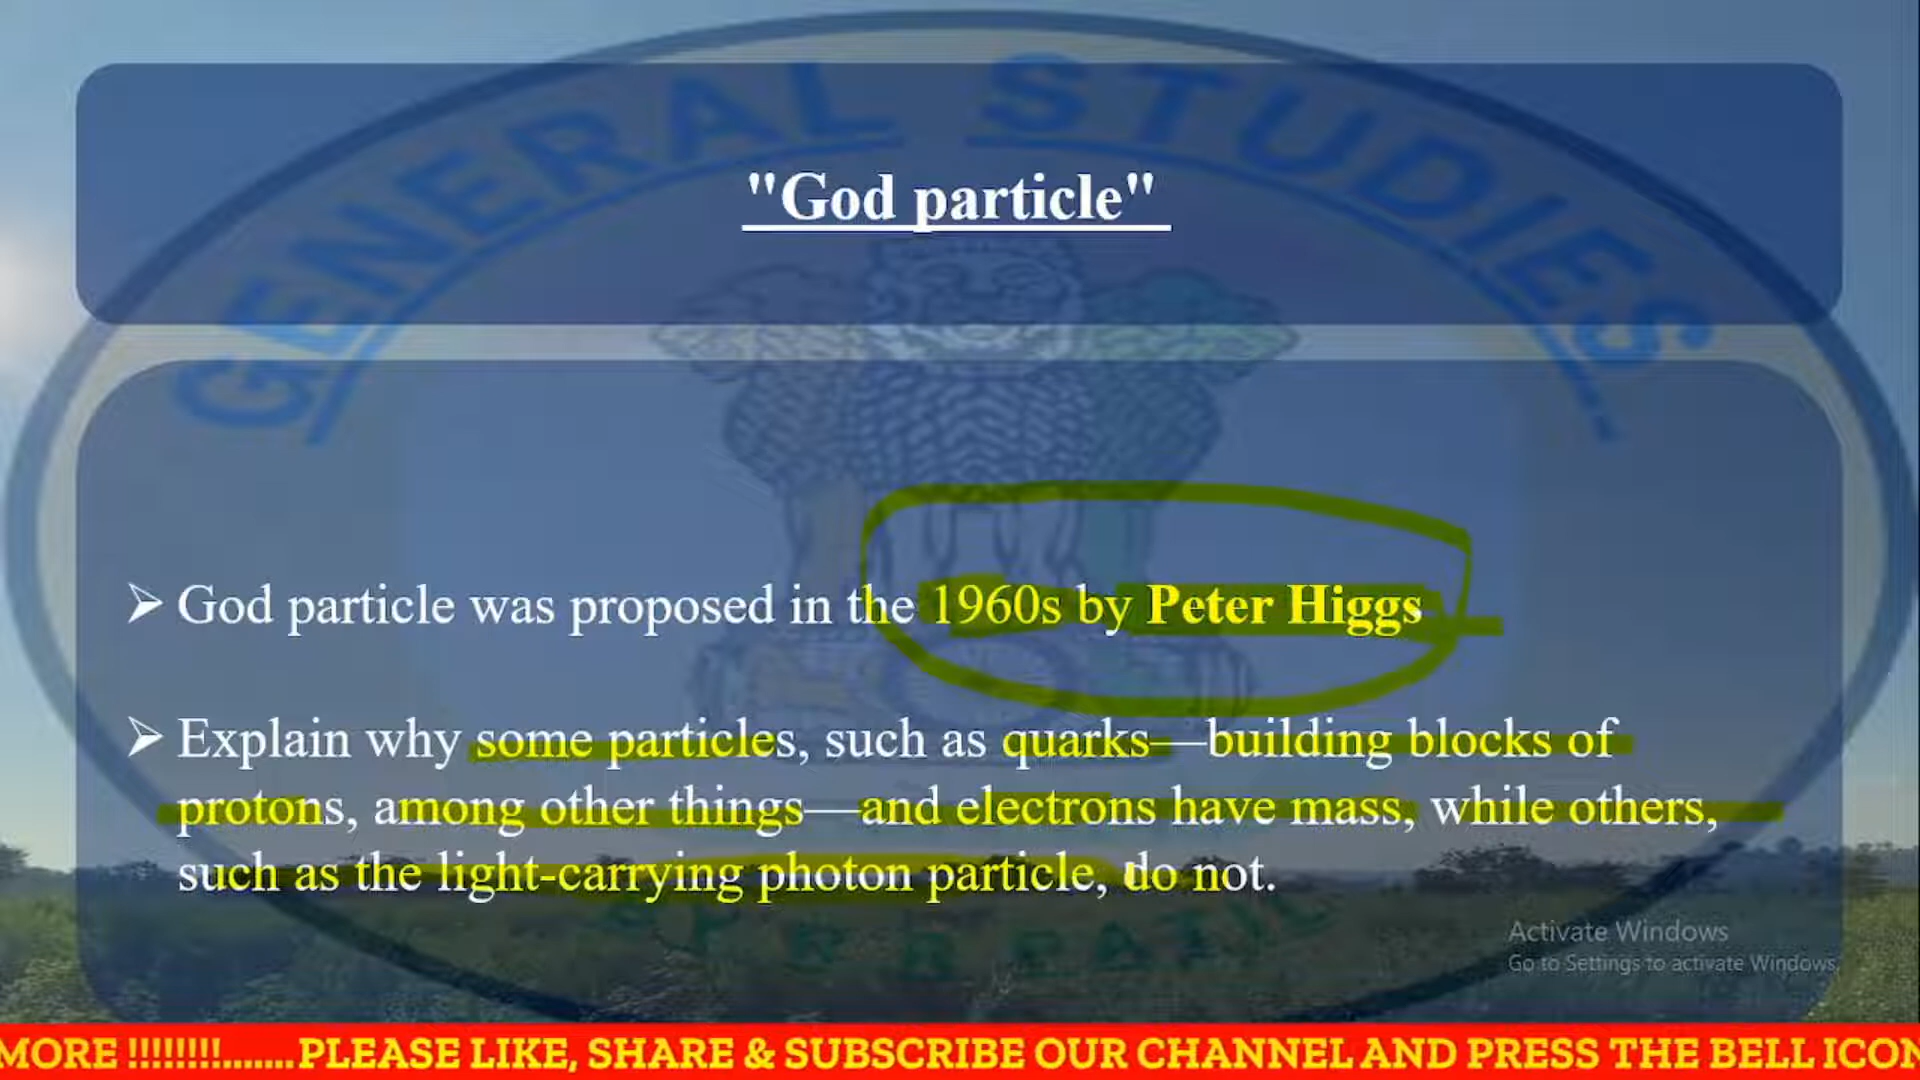 GENERAL STUDIES...
"God particle"
➢ God particle was proposed in the 1960s by Peter Higgs
➢ Explain why some particles, such as quarks—building blocks of
protons, among other things—and electrons have mass, while others,
such as the light-carrying photon particle, do not.
Activate Windows
Go to Settings to activate Windows.
MORE !!!!!!!!!.......PLEASE LIKE, SHARE & SUBSCRIBE OUR CHANNEL AND PRESS THE BELL ICON